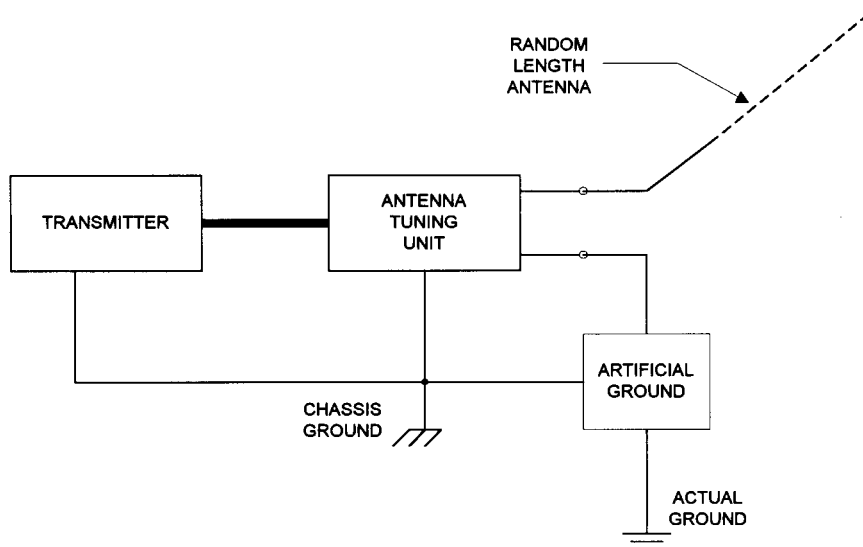 RANDOM
LENGTH
ANTENNA
TRANSMITTER
ANTENNA
TUNING
UNIT
ARTIFICIAL
GROUND
CHASSIS
GROUND
ACTUAL
GROUND